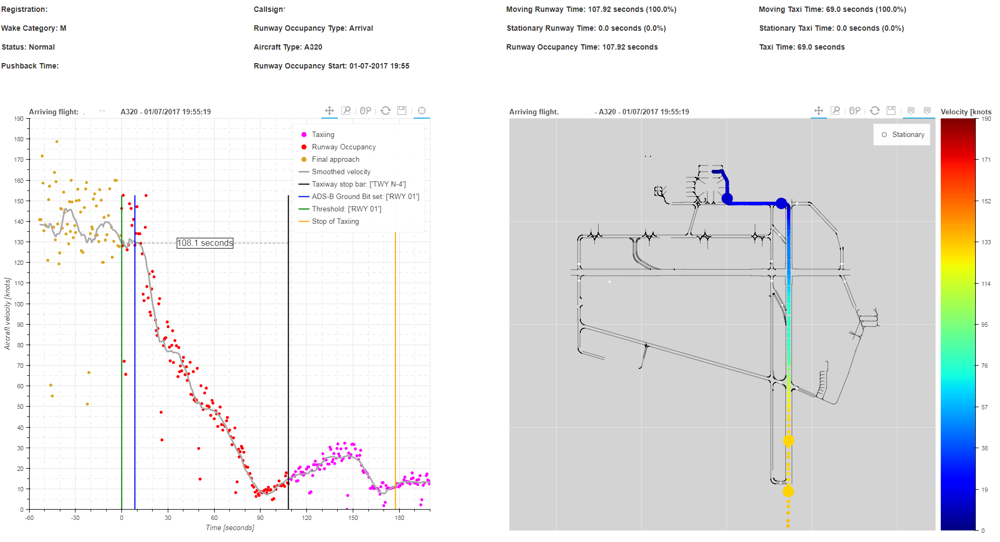 Registration:
Callsign:
Moving Runway Time: 107.92 seconds (100.0%)
Moving Taxi Time: 69.0 seconds (100.0%)
Wake Category: M
Runway Occupancy Type: Arrival
Stationary Runway Time: 0.0 seconds (0.0%)
Stationary Taxi Time: 0.0 seconds (0.0%)
Status: Normal
Aircraft Type: A320
Runway Occupancy Time: 107.92 seconds
Taxi Time: 69.0 seconds
Pushback Time:
Runway Occupancy Start: 01-07-2017 19:55
Arriving flight: A320 - 01/07/2017 19:55:19
190
180
170
160
150
140
130
120
110
100
90
80
70
60
50
40
30
20
10
0
Aircraft velocity [knots]
Taxiing
Runway Occupancy
Final approach
Smoothed velocity
Taxiway stop bar: ['TWY N-4']
ADS-B Ground Bit set: ['RWY 01']
Threshold: ['RWY 01']
Stop of Taxiing
108.1 seconds
-60
-30
0
30
60
90
120
150
180
Time [seconds]
Arriving flight. - A320 - 01/07/2017 19:55:19
Stationary
Velocity [knots
190
171
152
133
114
95
76
57
38
19
0